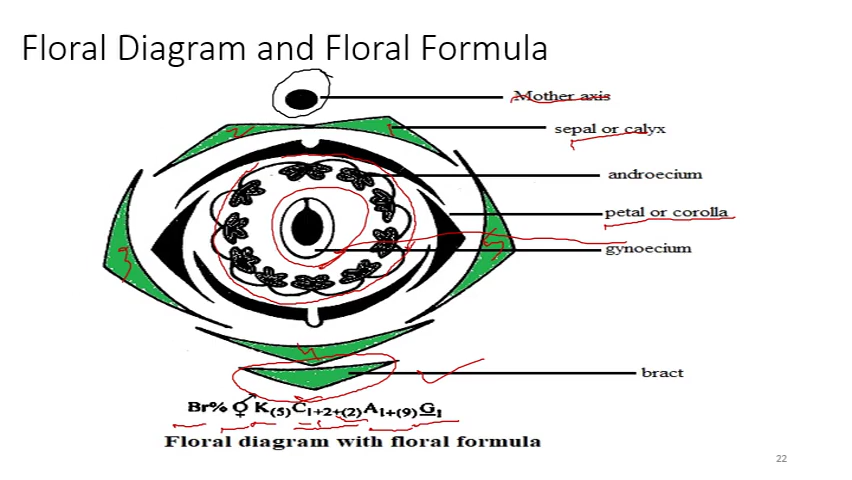 Floral Diagram and Floral Formula
Mother axis
sepal or calyx
androecium
petal or corolla
gynoecium
bract
Br% ⚥ K(5)C1+2+(2)A1+(9)G1
Floral diagram with floral formula
22